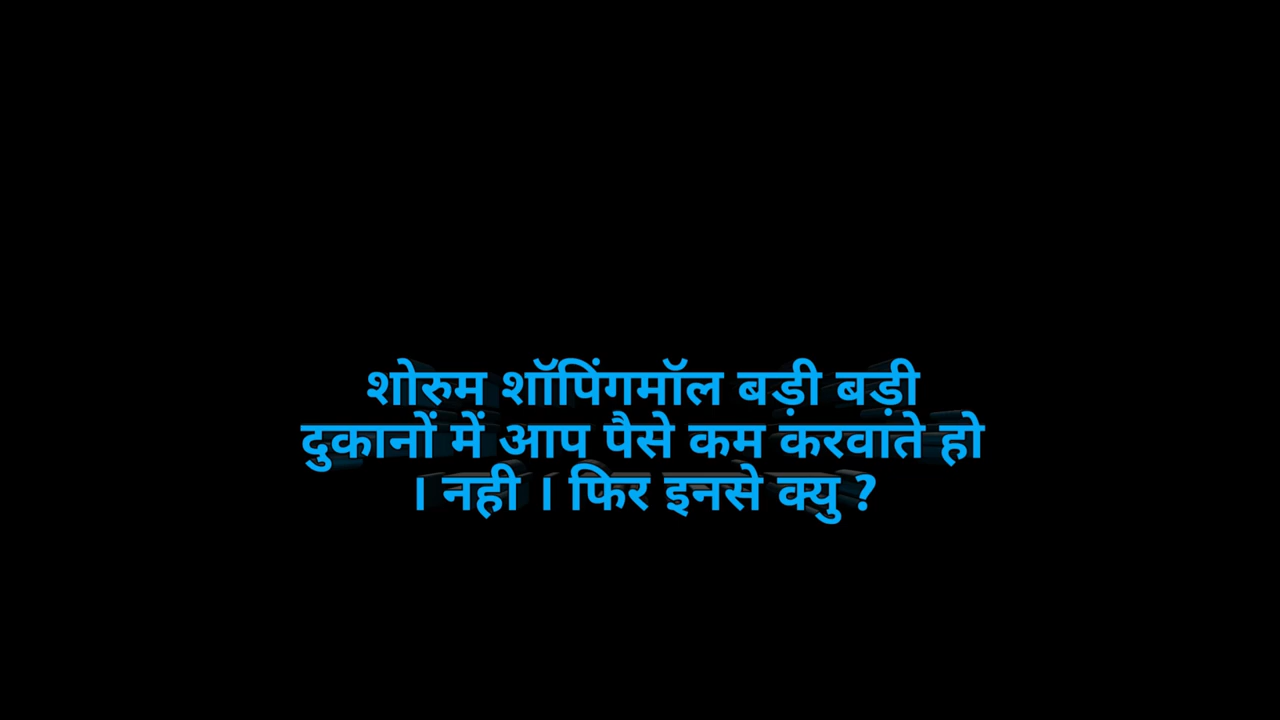 शोरुम शॉपिंगमॉल बड़ी बड़ी
दुकानों में आप पैसे कम करवाते हो
। नही । फिर इनसे क्यु ?